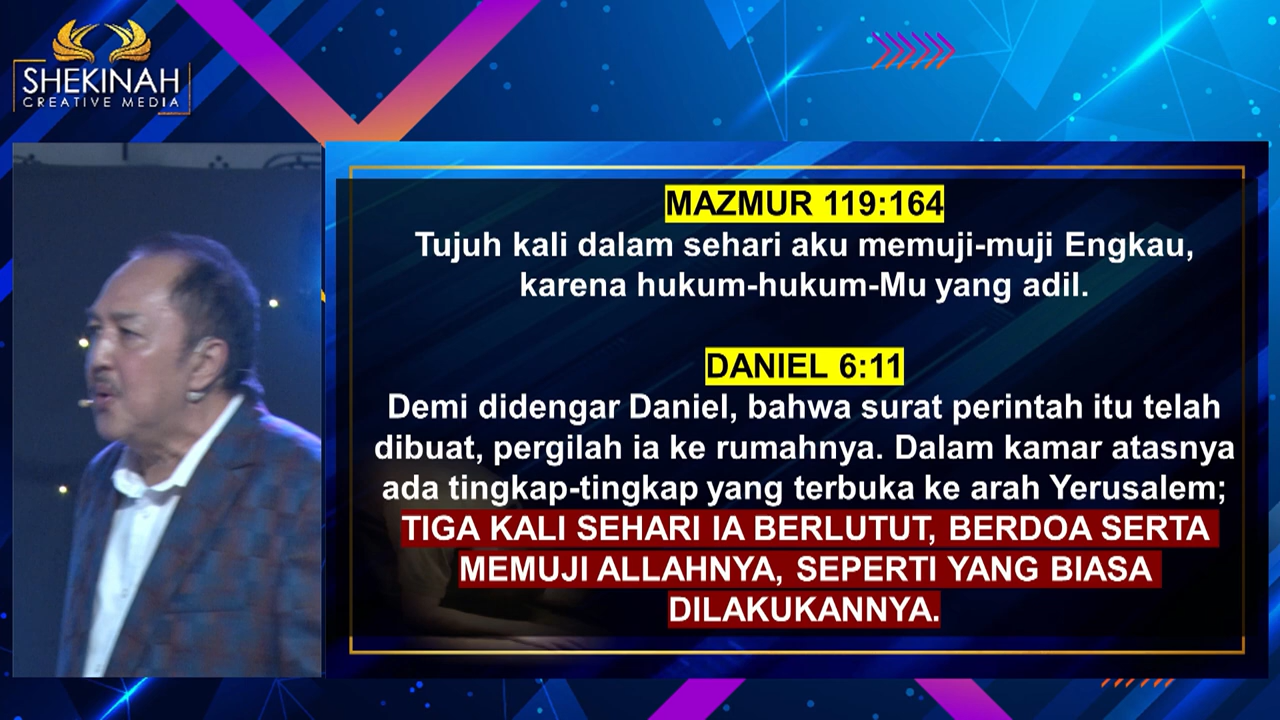 SHEKINAH
CREATIVE MEDIA
MAZMUR 119:164
Tujuh kali dalam sehari aku memuji-muji Engkau,
karena hukum-hukum-Mu yang adil.
DANIEL 6:11
Demi didengar Daniel, bahwa surat perintah itu telah
dibuat, pergilah ia ke rumahnya. Dalam kamar atasnya
ada tingkap-tingkap yang terbuka ke arah Yerusalem;
TIGA KALI SEHARI IA BERLUTUT, BERDOA SERTA
MEMUJI ALLAHNYA, SEPERTI YANG BIASA
DILAKUKANNYA.